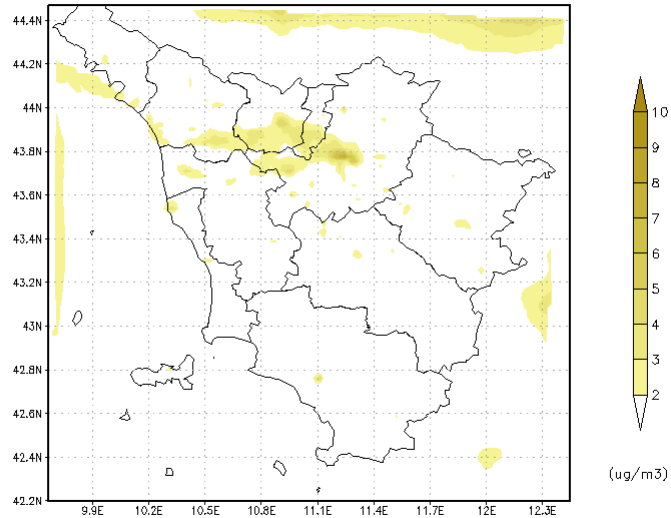 44.4N
44.2N
44N
43.8N
43.6N
43.4N
43.2N
43N
42.8N
42.6N
42.4N
42.2N
9.9E 10.2E 10.5E 10.8E 11.1E 11.4E 11.7E 12E 12.3E
10
9
8
7
6
5
4
3
2
(ug/m3)